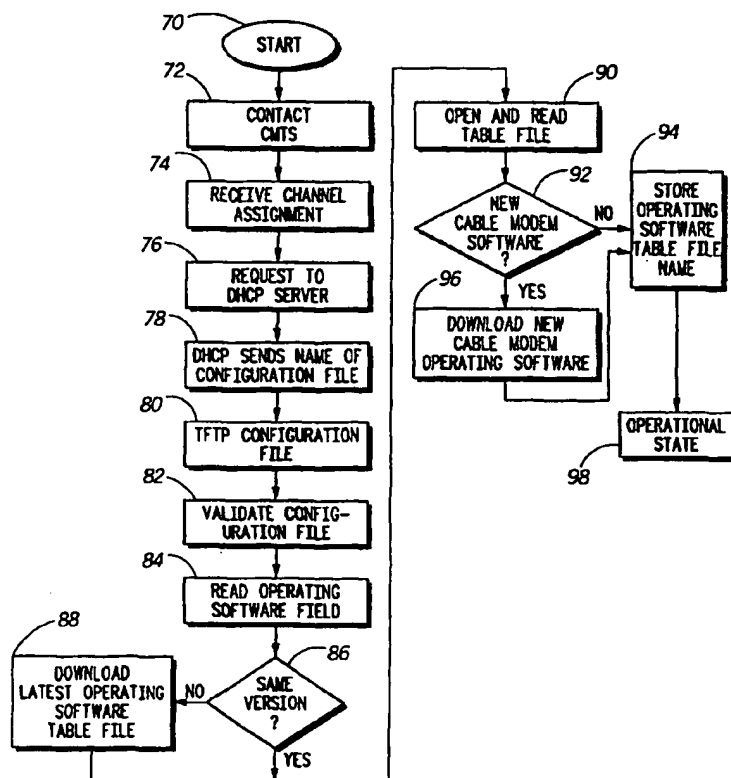 70
START
72
CONTACT
CMTS
74
RECEIVE CHANNEL
ASSIGNMENT
76
REQUEST TO
DHCP SERVER
78
DHCP SENDS NAME OF
CONFIGURATION FILE
80
TFTP CONFIGURATION
FILE
82
VALIDATE CONFIG-
URATION FILE
84
READ OPERATING
SOFTWARE FIELD
86
SAME
VERSION
?
NO
YES
88
DOWNLOAD
LATEST OPERATING
SOFTWARE
TABLE FILE
90
OPEN AND READ
TABLE FILE
92
NEW
CABLE MODEM
SOFTWARE
?
NO
YES
94
STORE
OPERATING
SOFTWARE
TABLE FILE
NAME
96
DOWNLOAD NEW
CABLE MODEM
OPERATING SOFTWARE
OPERATIONAL
STATE
98